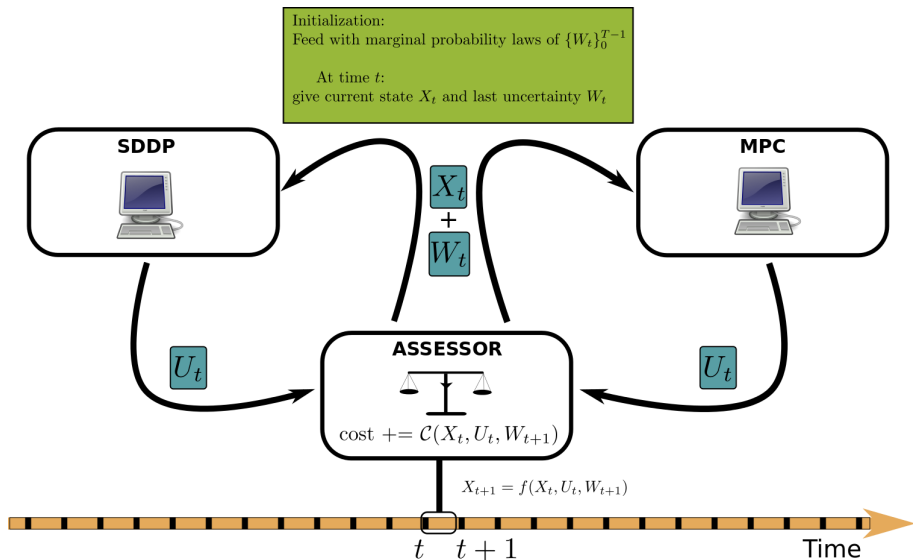 Initialization:
Feed with marginal probability laws of $\{W_t\}_0^{T-1}$
At time $t$:
give current state $X_t$ and last uncertainty $W_t$
SDDP
MPC
$X_t$
+
$W_t$
$U_t$
$U_t$
ASSESSOR
cost += $\mathcal{C}(X_t, U_t, W_{t+1})$
$X_{t+1} = f(X_t, U_t, W_{t+1})$
$t$
$t+1$
Time